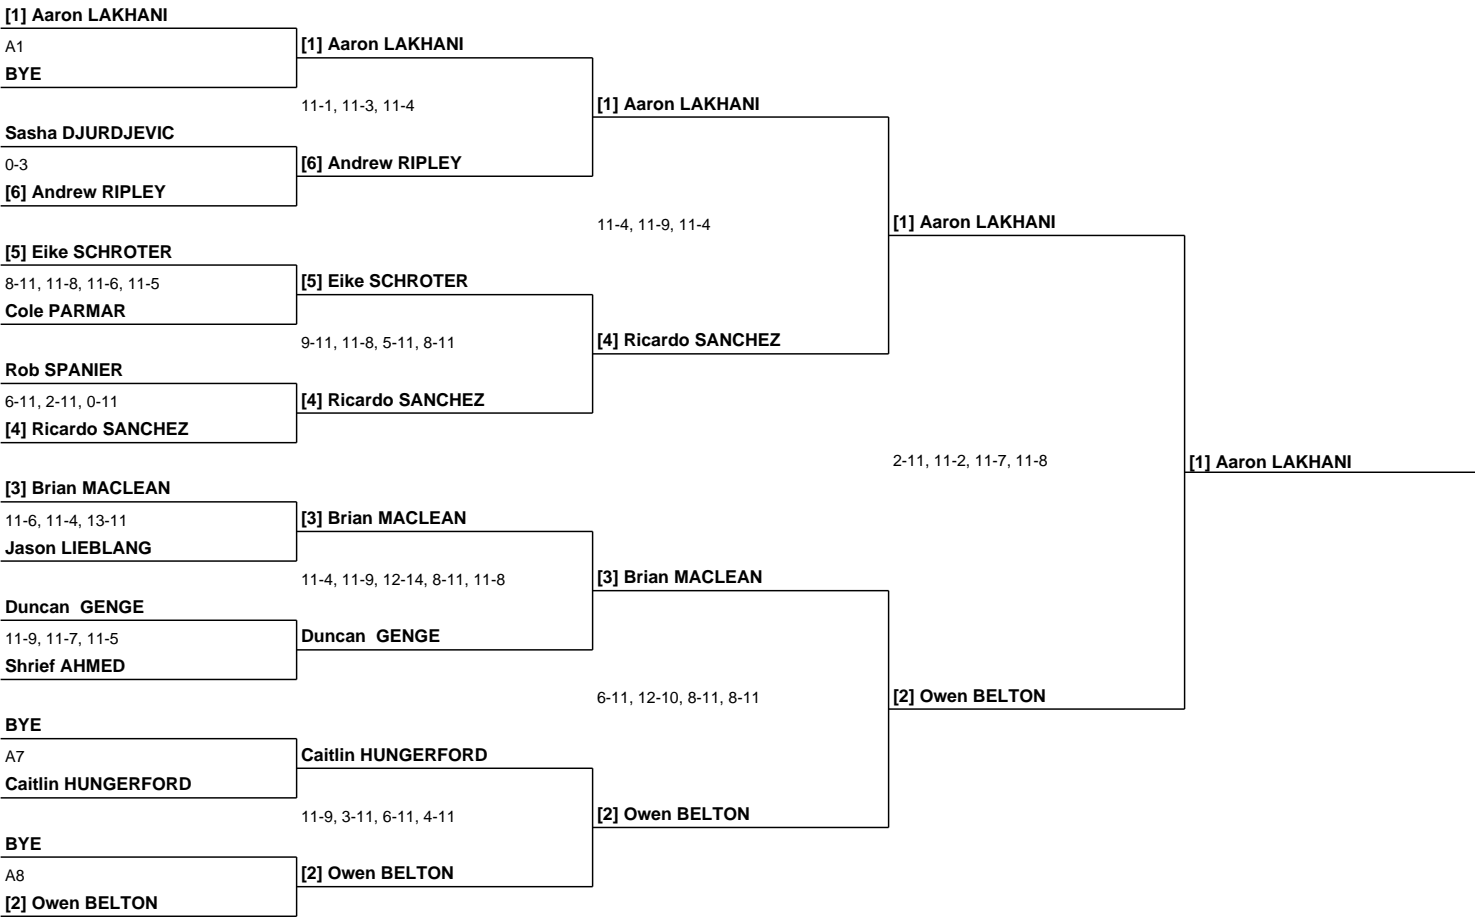 [1] Aaron LAKHANI
A1
BYE
Sasha DJURDJEVIC
0-3
[6] Andrew RIPLEY
[5] Eike SCHROTER
8-11, 11-8, 11-6, 11-5
Cole PARMAR
Rob SPANIER
6-11, 2-11, 0-11
[4] Ricardo SANCHEZ
[3] Brian MACLEAN
11-6, 11-4, 13-11
Jason LIEBLANG
Duncan  GENGE
11-9, 11-7, 11-5
Shrief AHMED
BYE
A7
Caitlin HUNGERFORD
BYE
A8
[2] Owen BELTON
[1] Aaron LAKHANI
11-1, 11-3, 11-4
[6] Andrew RIPLEY
[5] Eike SCHROTER
9-11, 11-8, 5-11, 8-11
[4] Ricardo SANCHEZ
[3] Brian MACLEAN
11-4, 11-9, 12-14, 8-11, 11-8
Duncan  GENGE
Caitlin HUNGERFORD
11-9, 3-11, 6-11, 4-11
[2] Owen BELTON
[1] Aaron LAKHANI
11-4, 11-9, 11-4
[4] Ricardo SANCHEZ
[3] Brian MACLEAN
6-11, 12-10, 8-11, 8-11
[2] Owen BELTON
[1] Aaron LAKHANI
2-11, 11-2, 11-7, 11-8
[2] Owen BELTON
[1] Aaron LAKHANI